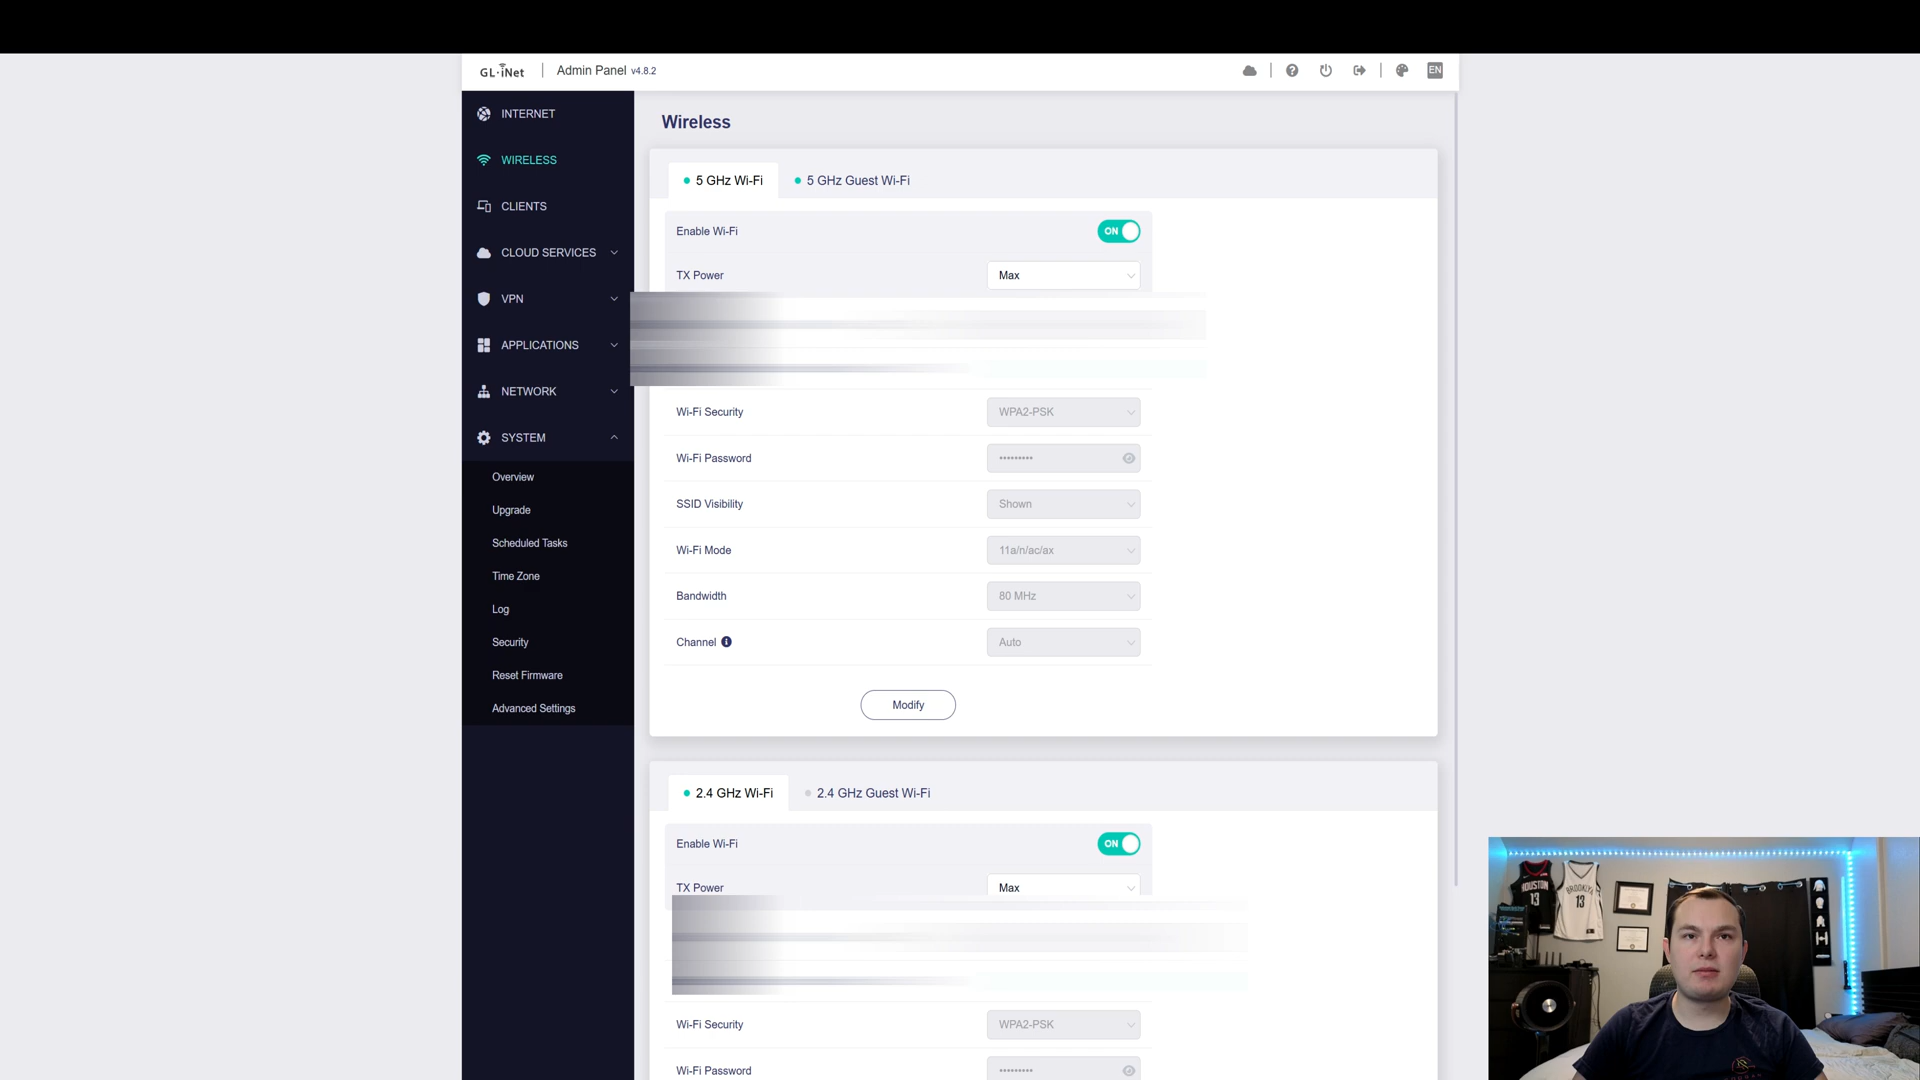 GL·iNet | Admin Panel v4.8.2
EN
INTERNET
WIRELESS
CLIENTS
CLOUD SERVICES
VPN
APPLICATIONS
NETWORK
SYSTEM
Overview
Upgrade
Scheduled Tasks
Time Zone
Log
Security
Reset Firmware
Advanced Settings
Wireless
5 GHz Wi-Fi
5 GHz Guest Wi-Fi
Enable Wi-Fi
ON
TX Power
Max
Wi-Fi Security
WPA2-PSK
Wi-Fi Password
•••••••••
SSID Visibility
Shown
Wi-Fi Mode
11a/n/ac/ax
Bandwidth
80 MHz
Channel
Auto
Modify
2.4 GHz Wi-Fi
2.4 GHz Guest Wi-Fi
Enable Wi-Fi
ON
TX Power
Max
Wi-Fi Security
WPA2-PSK
Wi-Fi Password
•••••••••
HOUSTON
13
BROOKLYN
13